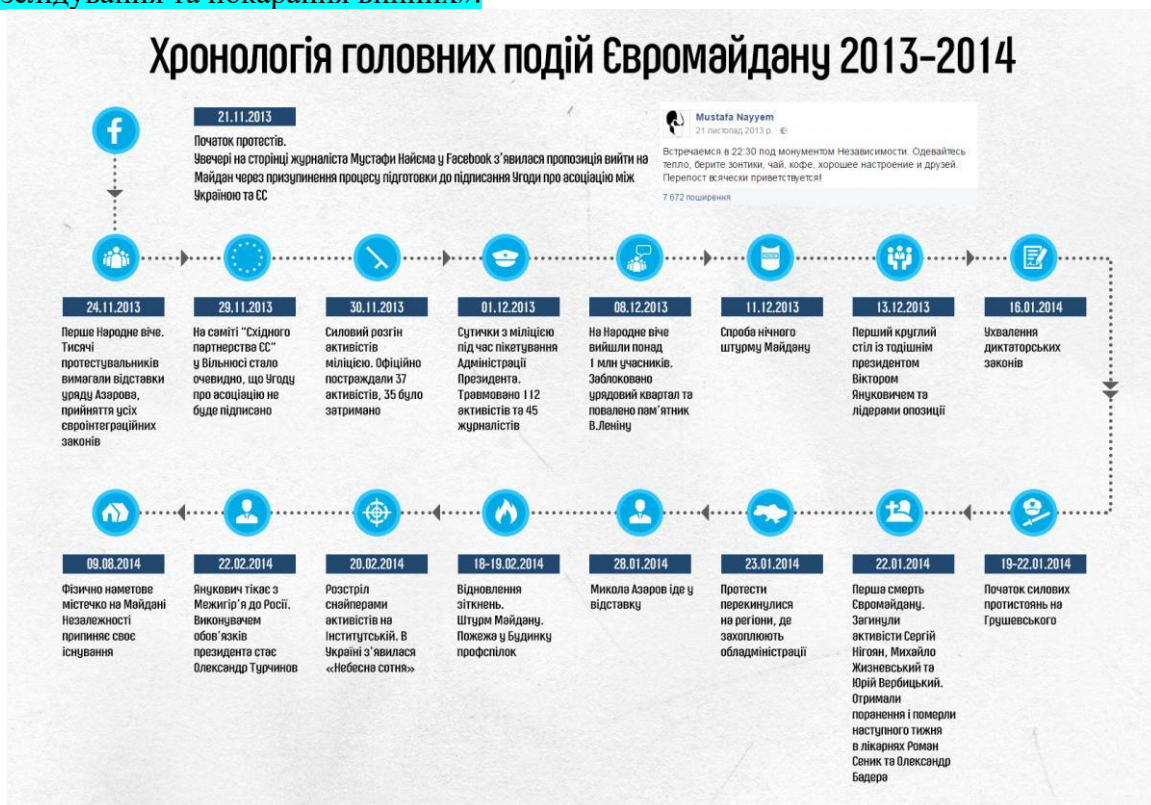 покарання винних».
Хронологія головних подій Євромайдану 2013-2014
21.11.2013
Початок протестів.
Увечері на сторінці журналіста Мустафи Найєма у Facebook з’явилася пропозиція вийти на
Майдан через призупинення процесу підготовки до підписання Угоди про асоціацію між
Україною та ЄС
Mustafa Nayyem
21 листопад 2013 р.
Встречаемся в 22:30 под монументом Независимости. Одевайтесь
тепло, берите зонтики, чай, кофе, хорошее настроение и друзей.
Перепост всячески приветствуется!
7 672 поширення
24.11.2013
Перше Народне віче.
Тисячі
протестувальників
вимагали відставки
уряду Азарова,
прийняття усіх
євроінтеграційних
законів
29.11.2013
На саміті "Східного
партнерства ЄС"
у Вільнюсі стало
очевидно, що Угоду
про асоціацію не
буде підписано
30.11.2013
Силовий розгін
активістів
міліцією. Офіційно
постраждали 37
активістів, 35 було
затримано
01.12.2013
Сутички з міліцією
під час пікетування
Адміністрації
Президента.
Травмовано 112
активістів та 45
журналістів
08.12.2013
На Народне віче
вийшли понад
1 млн учасників.
Заблоковано
урядовий квартал та
повалено пам’ятник
В.Леніну
11.12.2013
Спроба нічного
штурму Майдану
13.12.2013
Перший круглий
стіл із тодішнім
президентом
Віктором
Януковичем та
лідерами опозиції
16.01.2014
Ухвалення
диктаторських
законів
09.08.2014
Фізично наметове
містечко на Майдані
Незалежності
припиняє своє
існування
22.02.2014
Янукович тікає з
Межигір’я до Росії.
Виконувачем
обов’язків
президента стає
Олександр Турчинов
20.02.2014
Розстріл
снайперами
активістів на
Інститутській. В
Україні з’явилася
«Небесна сотня»
18-19.02.2014
Відновлення
зіткнень.
Штурм Майдану.
Пожежа у Будинку
профспілок
28.01.2014
Микола Азаров іде у
відставку
23.01.2014
Протести
перекинулися
на регіони, де
захоплюють
обладміністрації
22.01.2014
Перша смерть
Євромайдану.
Загинули
активісти Сергій
Нігоян, Михайло
Жизневський та
Юрій Вербицький.
Отримали
поранення і померли
наступного тижня
в лікарнях Роман
Сеник та Олександр
Бадера
19-22.01.2014
Початок силових
протистоянь на
Грушевського